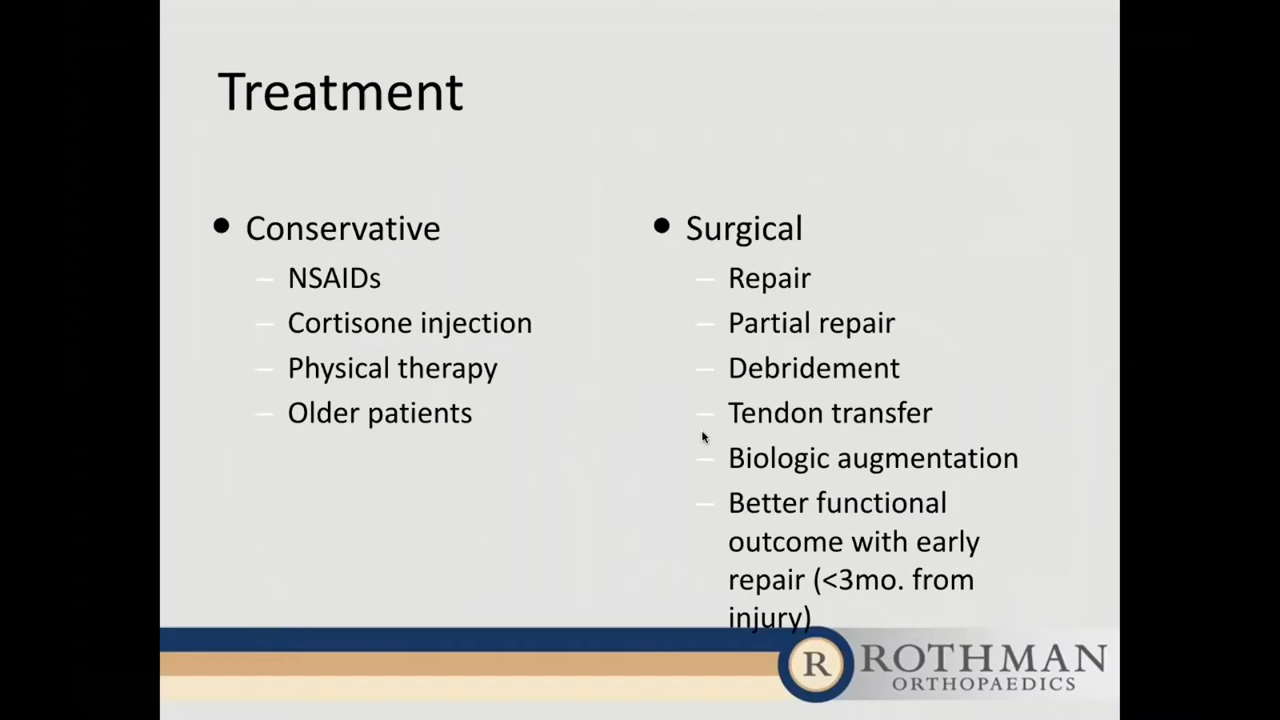 Treatment
• Conservative
– NSAIDs
– Cortisone injection
– Physical therapy
– Older patients
• Surgical
– Repair
– Partial repair
– Debridement
– Tendon transfer
– Biologic augmentation
– Better functional
outcome with early
repair (<3mo. from
injury)
R ROTHMAN
ORTHOPAEDICS